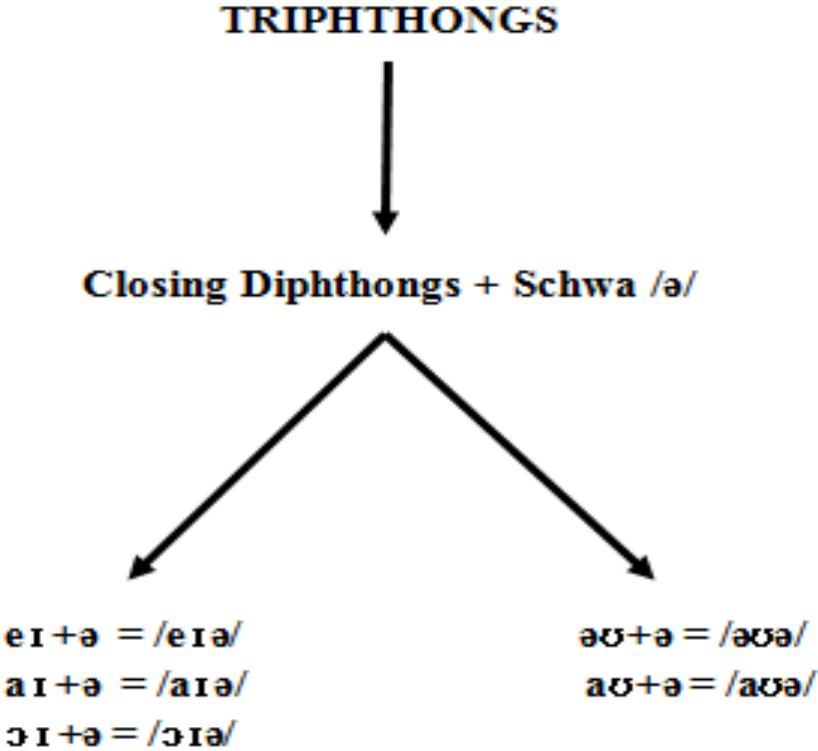 TRIPHTHONGS
Closing Diphthongs + Schwa /ə/
eɪ+ə =/eɪə/
aɪ+ə =/aɪə/
ɔɪ+ə=/ɔɪə/
əʊ+ə=/əʊə/
aʊ+ə=/aʊə/